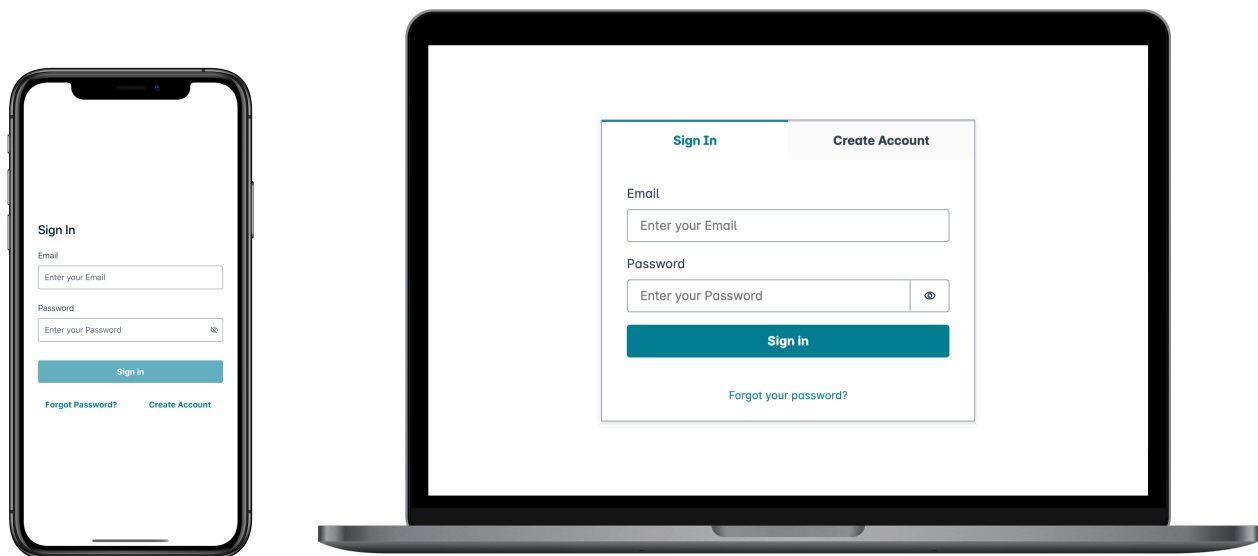 Sign In
Email
Enter your Email
Password
Enter your Password
Sign in
Forgot Password? Create Account
Sign In Create Account
Email
Enter your Email
Password
Enter your Password
Sign in
Forgot your password?